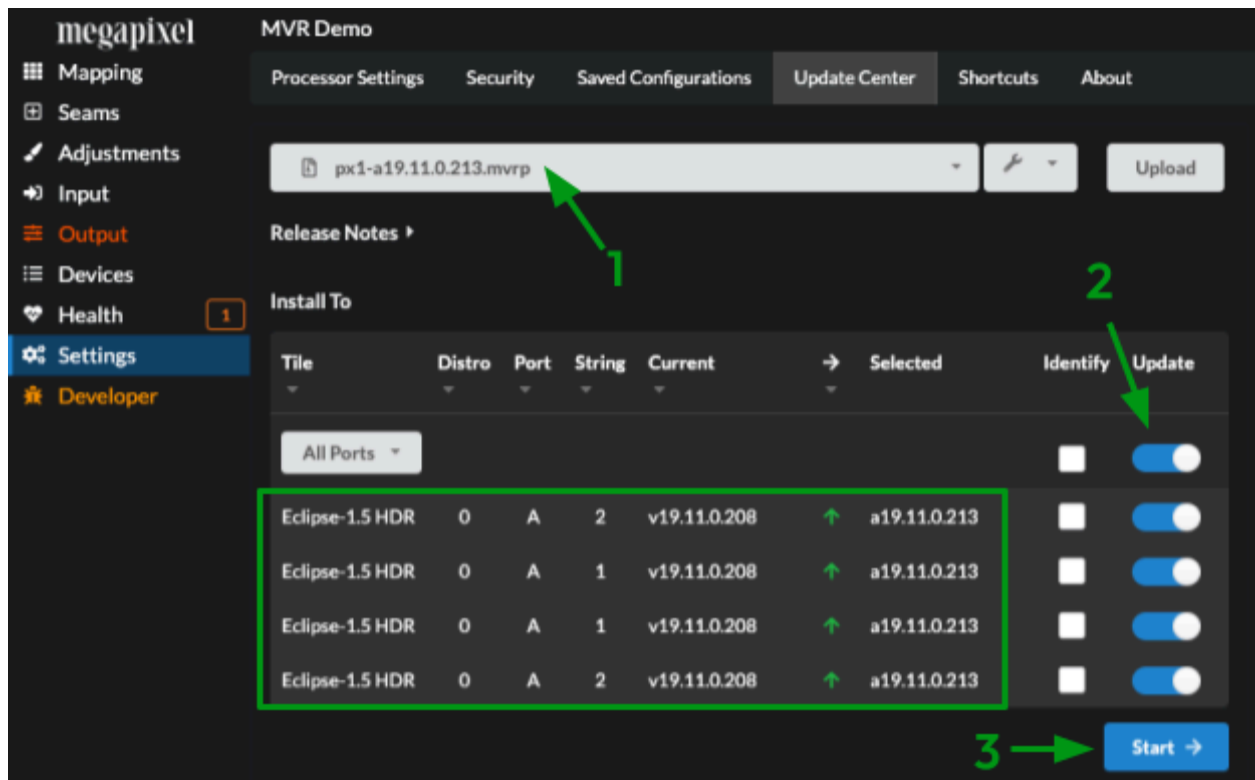 megapixel
MVR Demo
Mapping
Seams
Adjustments
Input
Output
Devices
Health 1
Settings
Developer
Processor Settings Security Saved Configurations Update Center Shortcuts About
px1-a19.11.0.213.mvrp Upload
1
Release Notes
2
Install To
Tile Distro Port String Current → Selected Identify Update
All Ports
Eclipse-1.5 HDR 0 A 2 v19.11.0.208 ↑ a19.11.0.213
Eclipse-1.5 HDR 0 A 1 v19.11.0.208 ↑ a19.11.0.213
Eclipse-1.5 HDR 0 A 1 v19.11.0.208 ↑ a19.11.0.213
Eclipse-1.5 HDR 0 A 2 v19.11.0.208 ↑ a19.11.0.213
3 Start →